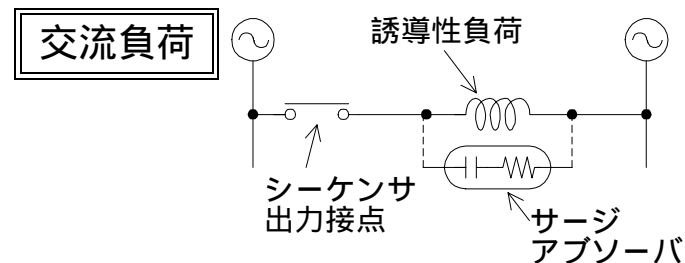 交流負荷
誘導性負荷
シーケンサ
出力接点
サージ
アブソーバ